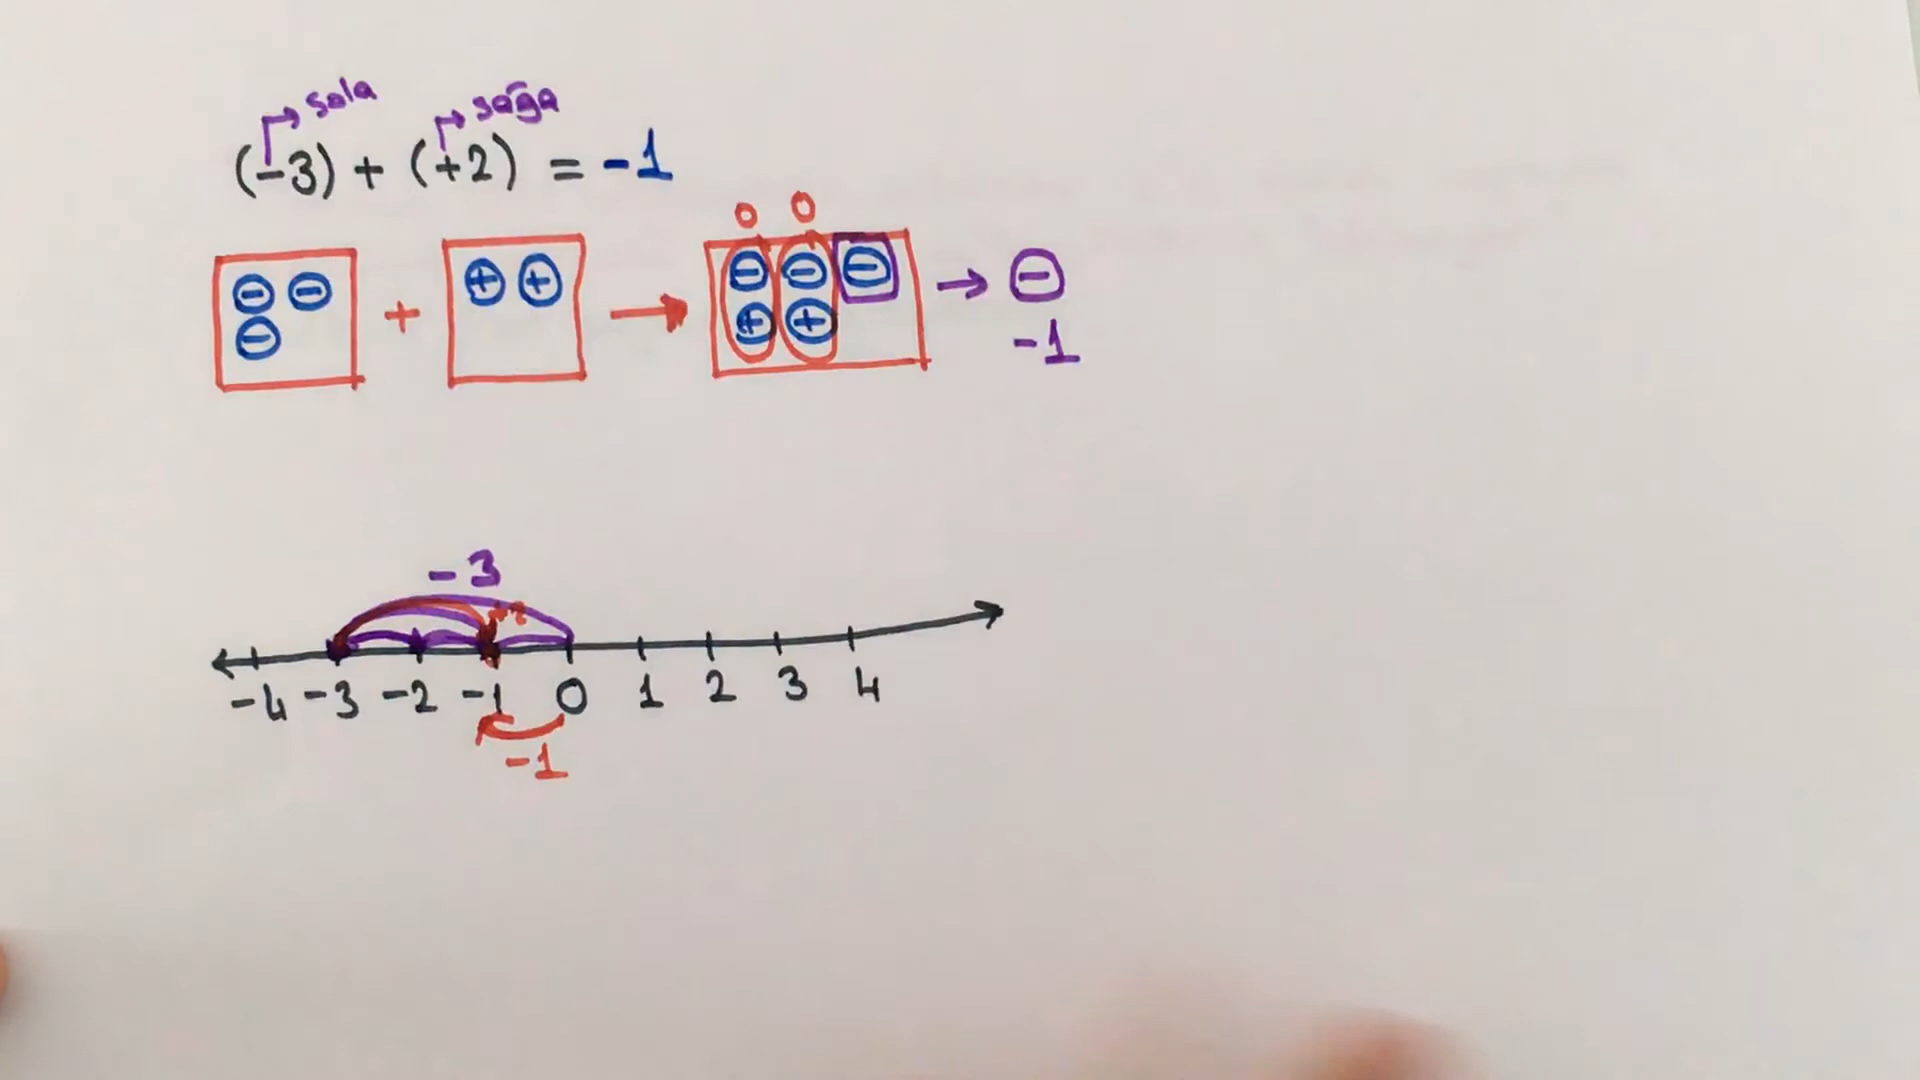 sola sağa
(-3) + (+2) = -1
0 0
- - + + - - - → -
- + + + → -1
-3
-4 -3 -2 -1 0 1 2 3 4
-1